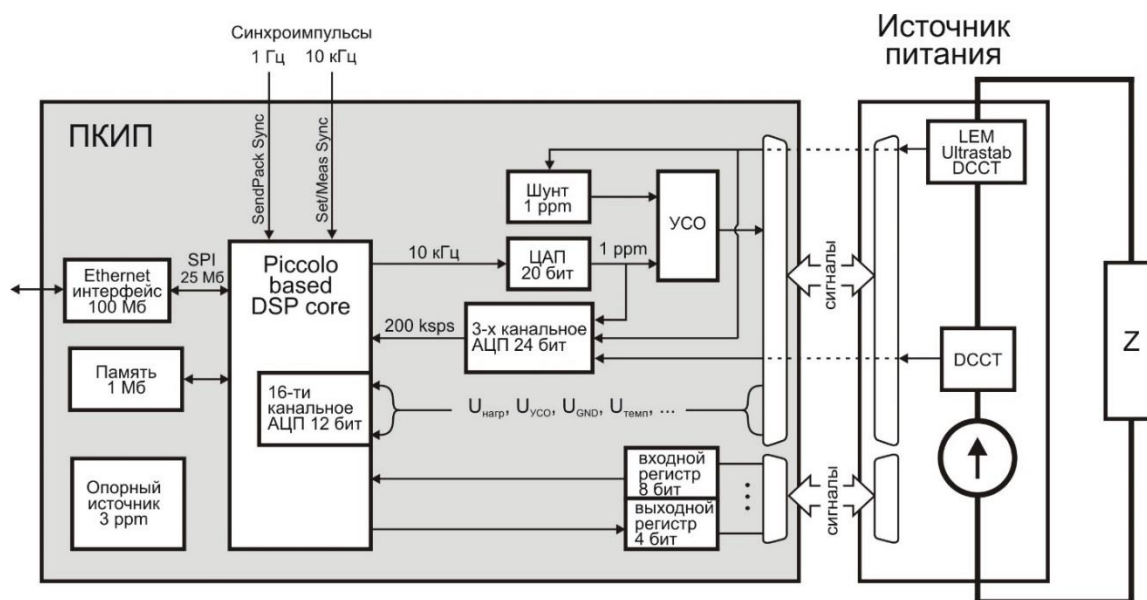 Синхроимпульсы
1 Гц 10 кГц
Источник
питания
ПКИП
SendPack Sync
Set/Meas Sync
LEM
Ultrastab
DCCT
Шунт
1 ppm
УСО
10 кГц
ЦАП
20 бит
1 ppm
SPI
25 Мб
Ethernet
интерфейс
100 Мб
Piccolo
based
DSP core
сигналы
200 ksps
3-х канальное
АЦП 24 бит
Z
DCCT
Память
1 Мб
16-ти
канальное
АЦП 12 бит
Uнагр, UУСО, UGND, Uтемп, ...
Опорный
источник
3 ppm
входной
регистр
8 бит
выходной
регистр
4 бит
сигналы